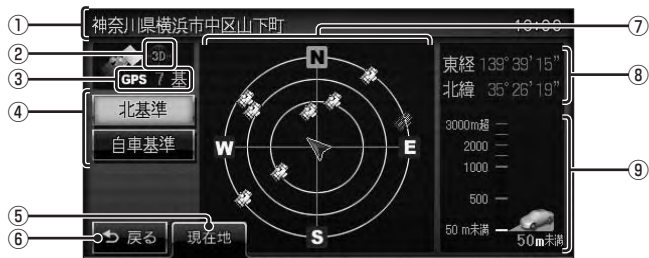 ① 神奈川県横浜市中区山下町
② 3D
③ GPS 7 基
④ 北基準
自車基準
⑤ 現在地
⑥ 戻る
⑦
N
W E
S
⑧ 東経 139°39'15"
北緯 35°26'19"
⑨ 3000m超
2000
1000
500
50 m未満
50m未満